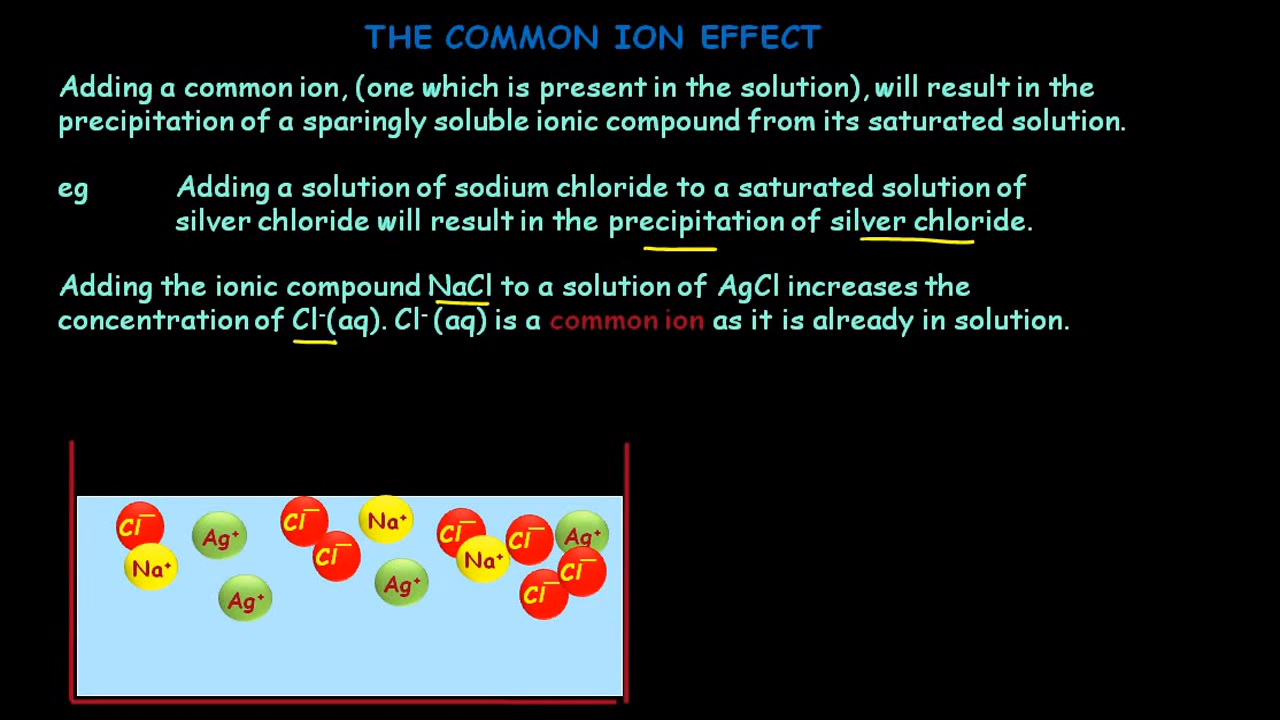 THE COMMON ION EFFECT
Adding a common ion, (one which is present in the solution), will result in the
precipitation of a sparingly soluble ionic compound from its saturated solution.
eg Adding a solution of sodium chloride to a saturated solution of
silver chloride will result in the precipitation of silver chloride.
Adding the ionic compound NaCl to a solution of AgCl increases the
concentration of Cl⁻(aq). Cl⁻ (aq) is a common ion as it is already in solution.
Cl⁻ Ag⁺ Cl⁻ Na⁺ Cl⁻ Cl⁻ Ag⁺
Na⁺ Cl⁻ Na⁺ Cl⁻
Ag⁺ Ag⁺ Cl⁻